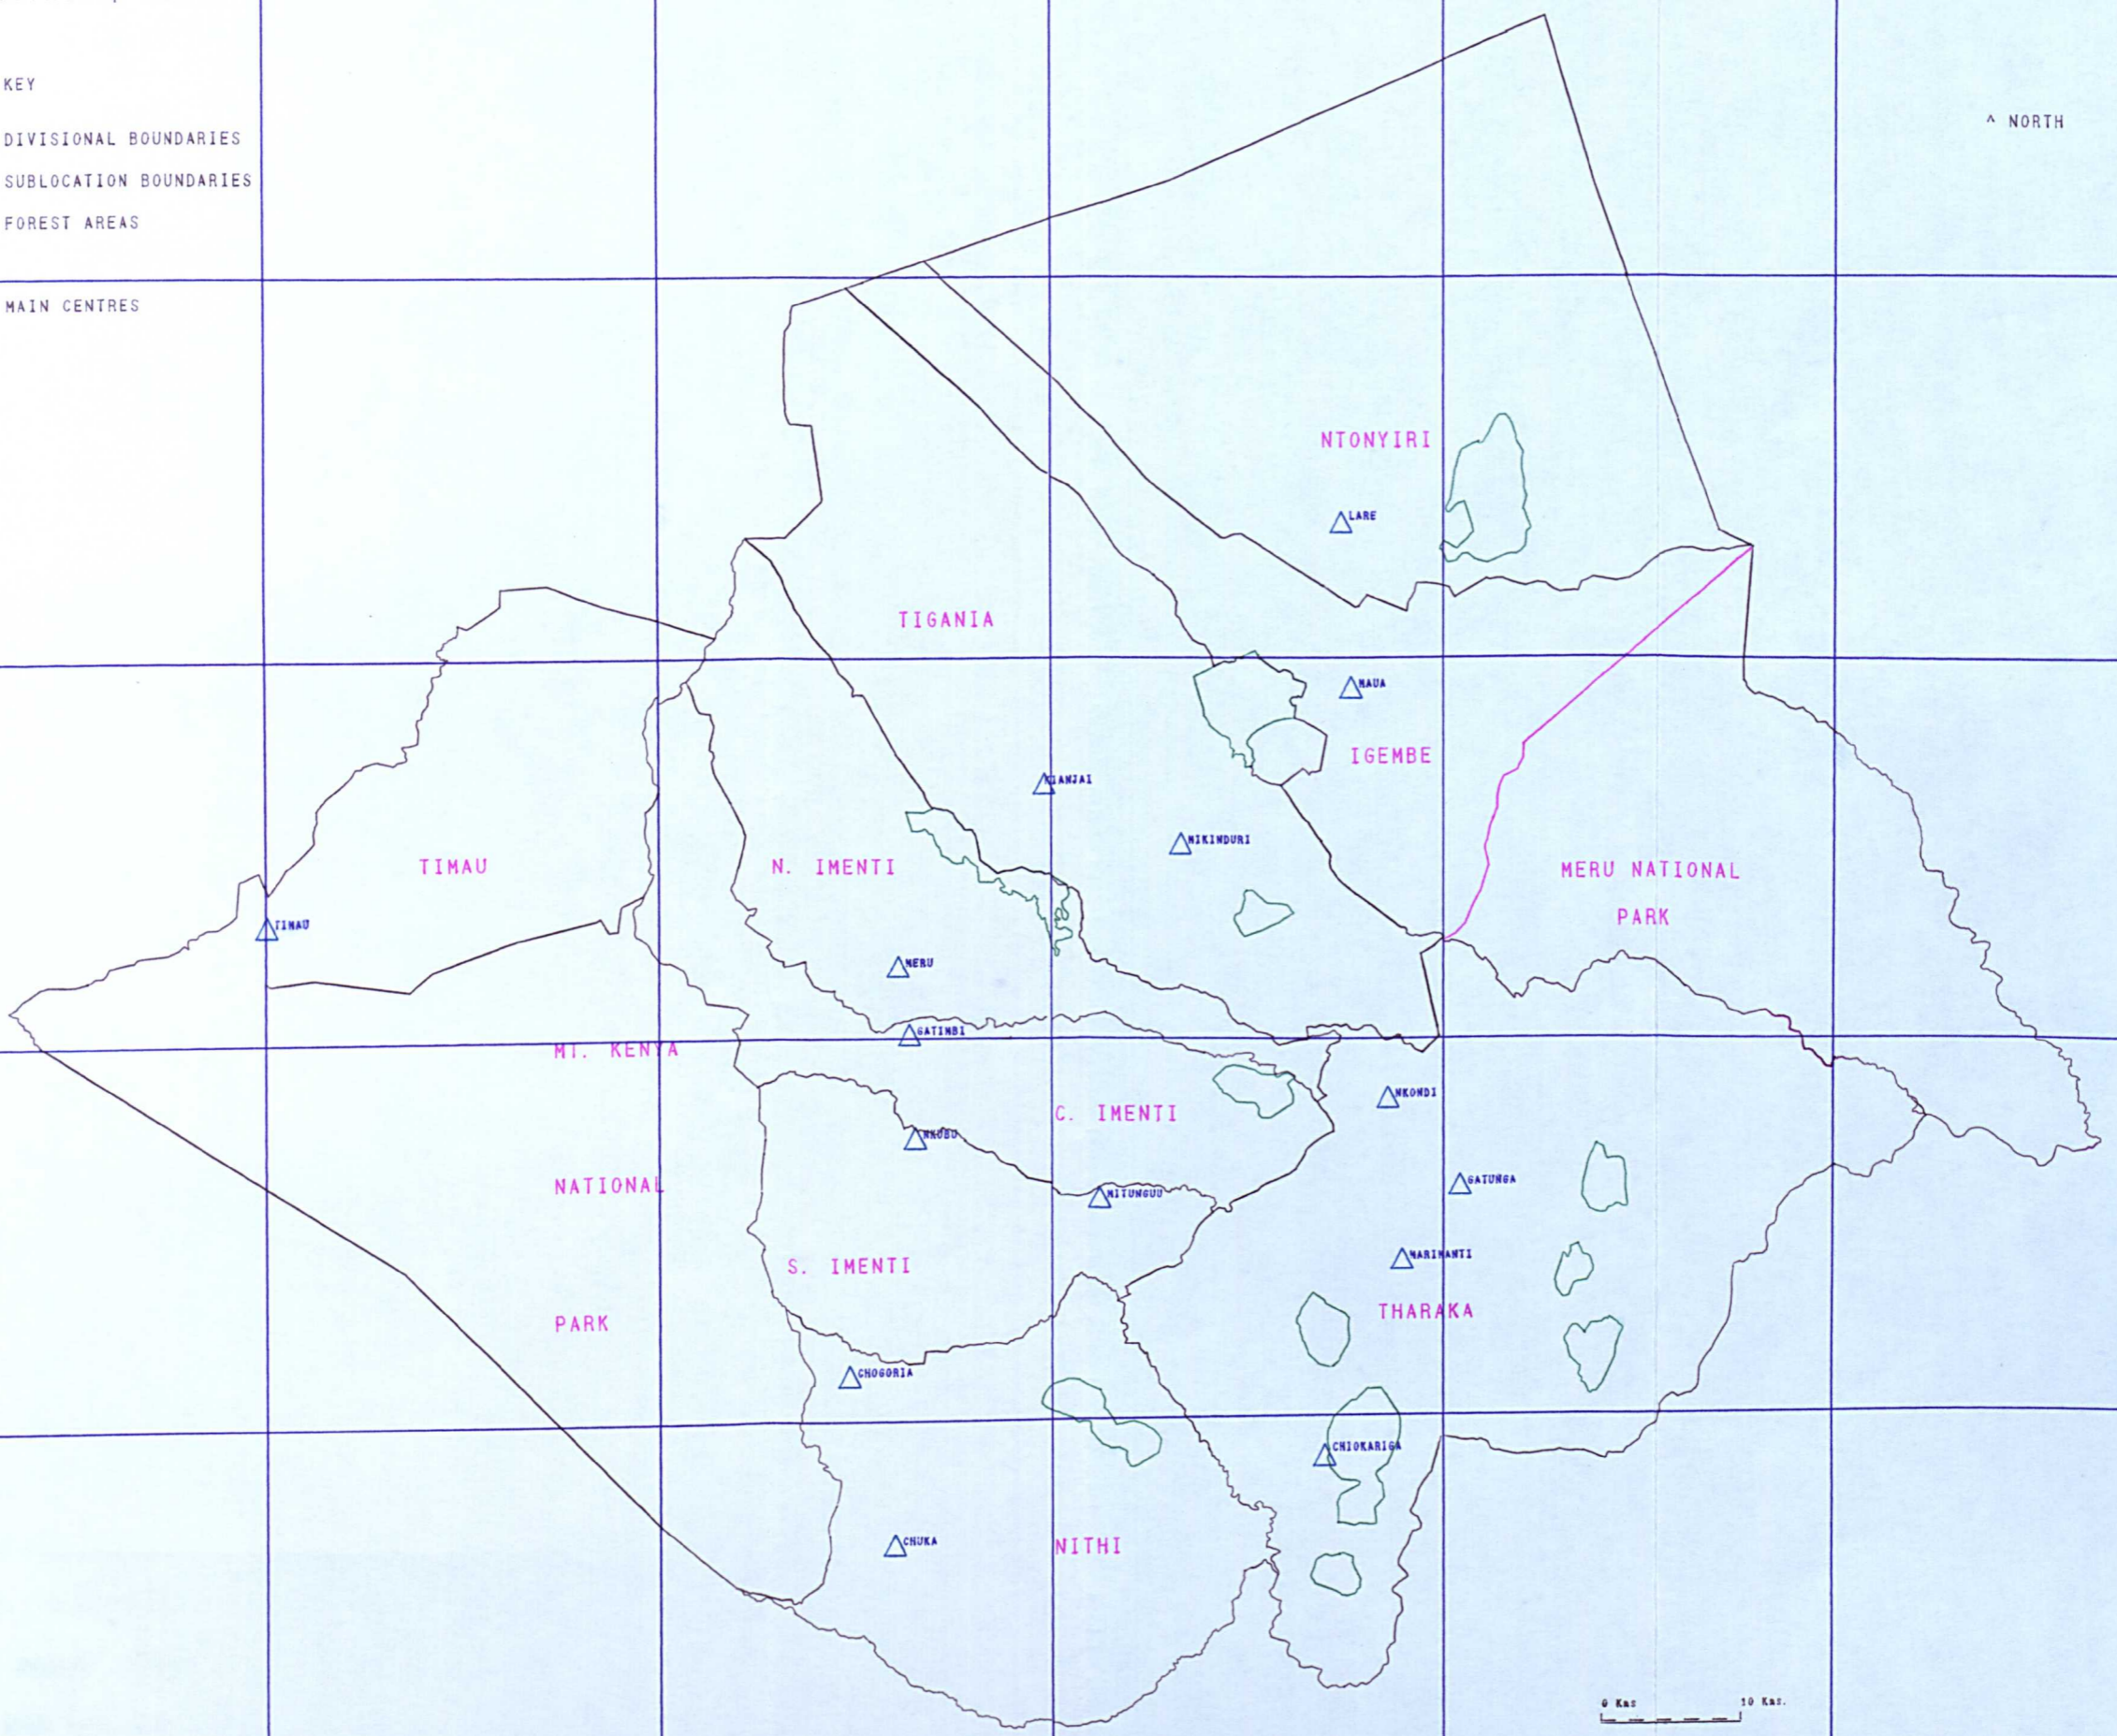 KEY
^ NORTH
DIVISIONAL BOUNDARIES
SUBLOCATION BOUNDARIES
FOREST AREAS
MAIN CENTRES
NTONYIRI
LARE
TIGANIA
MAUA
IGEMBE
KIANJAI
MIKINDURI
TIMAU
N. IMENTI
MERU NATIONAL
PARK
TIMAU
MERU
GATIMBI
MT. KENYA
NKONDI
C. IMENTI
NKUBU
GATUNGA
NATIONAL
MITUNGUU
MARIMANTI
S. IMENTI
THARAKA
PARK
CHOGORIA
CHIOKARIGA
CHUKA
NITHI
0 Kms
10 Kms.